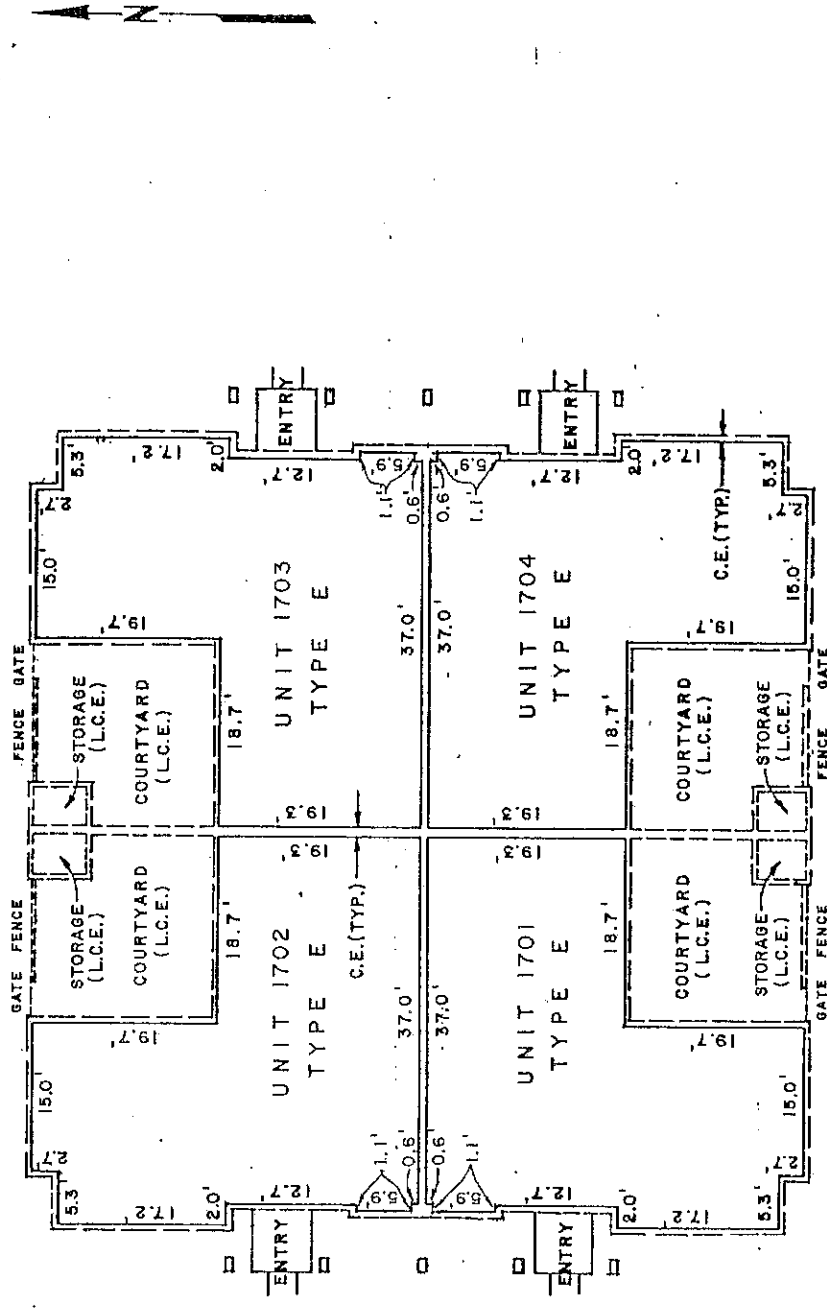 N
GATE FENCE
FENCE GATE
15.0'
15.0'
2.7'
5.3
2.7'
5.3'
STORAGE
(L.C.E.)
STORAGE
(L.C.E.)
17.2'
19.7'
COURTYARD
(L.C.E.)
COURTYARD
(L.C.E.)
19.7'
17.2'
2.0'
18.7'
18.7'
2.0'
ENTRY
12.7'
UNIT 1702
TYPE E
19.3'
19.3'
UNIT 1703
TYPE E
12.7'
ENTRY
C.E.(TYP.)
1.1'
5.9'
0.6'
37.0'
37.0'
1.1'
5.9'
0.6'
0.6'
5.9'
1.1'
37.0'
37.0'
0.6'
5.9'
1.1'
ENTRY
12.7'
UNIT 1701
TYPE E
19.3'
19.3'
UNIT 1704
TYPE E
12.7'
ENTRY
2.0'
18.7'
18.7'
2.0'
17.2'
19.7'
COURTYARD
(L.C.E.)
COURTYARD
(L.C.E.)
19.7'
17.2'
C.E.(TYP.)
STORAGE
(L.C.E.)
STORAGE
(L.C.E.)
5.3'
2.7'
5.3'
2.7'
15.0'
15.0'
GATE FENCE
FENCE GATE